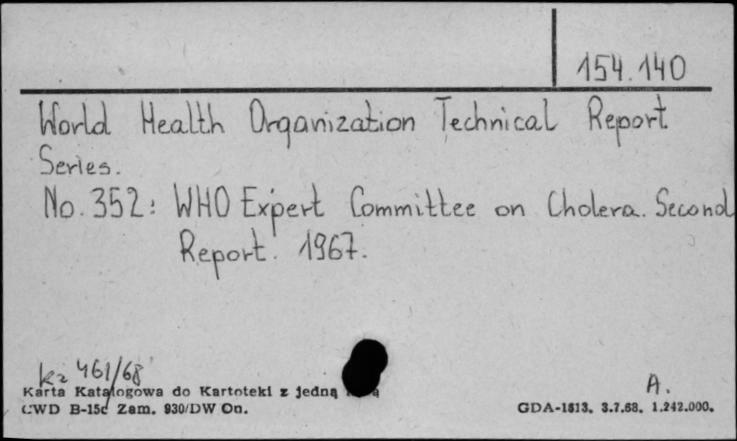 154.140
World Health Organization Technical Report
Series.
No. 352: WHO Expert Committee on Cholera. Second
Report. 1967.
kz 461/68
A.
Karta Katalogowa do Kartoteki z jedną
CWD B-15c Zam. 930/DW On.
GDA-1813. 3.7.68. 1.242.000.